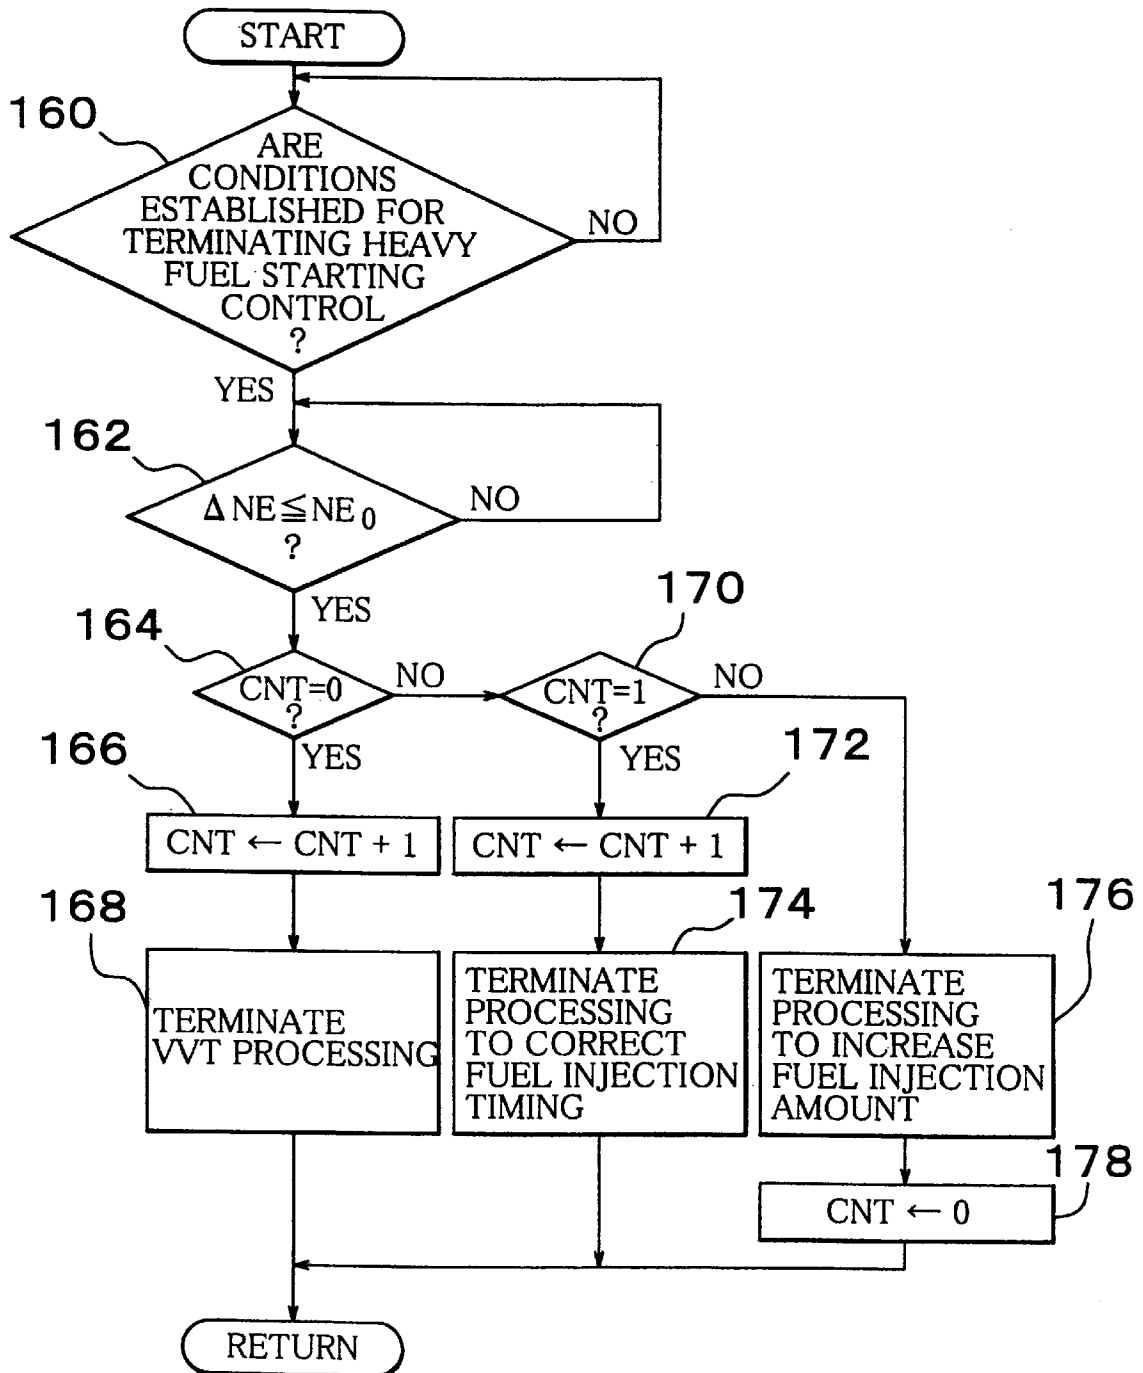 START
160
ARE
CONDITIONS
ESTABLISHED FOR
TERMINATING HEAVY
FUEL STARTING
CONTROL
?
NO
YES
162
Δ NE≦NE₀
?
NO
YES
164
CNT=0
?
NO
170
CNT=1
?
NO
YES
YES
166
CNT ← CNT + 1
172
CNT ← CNT + 1
168
TERMINATE
VVT PROCESSING
174
TERMINATE
PROCESSING
TO CORRECT
FUEL INJECTION
TIMING
176
TERMINATE
PROCESSING
TO INCREASE
FUEL INJECTION
AMOUNT
178
CNT ← 0
RETURN